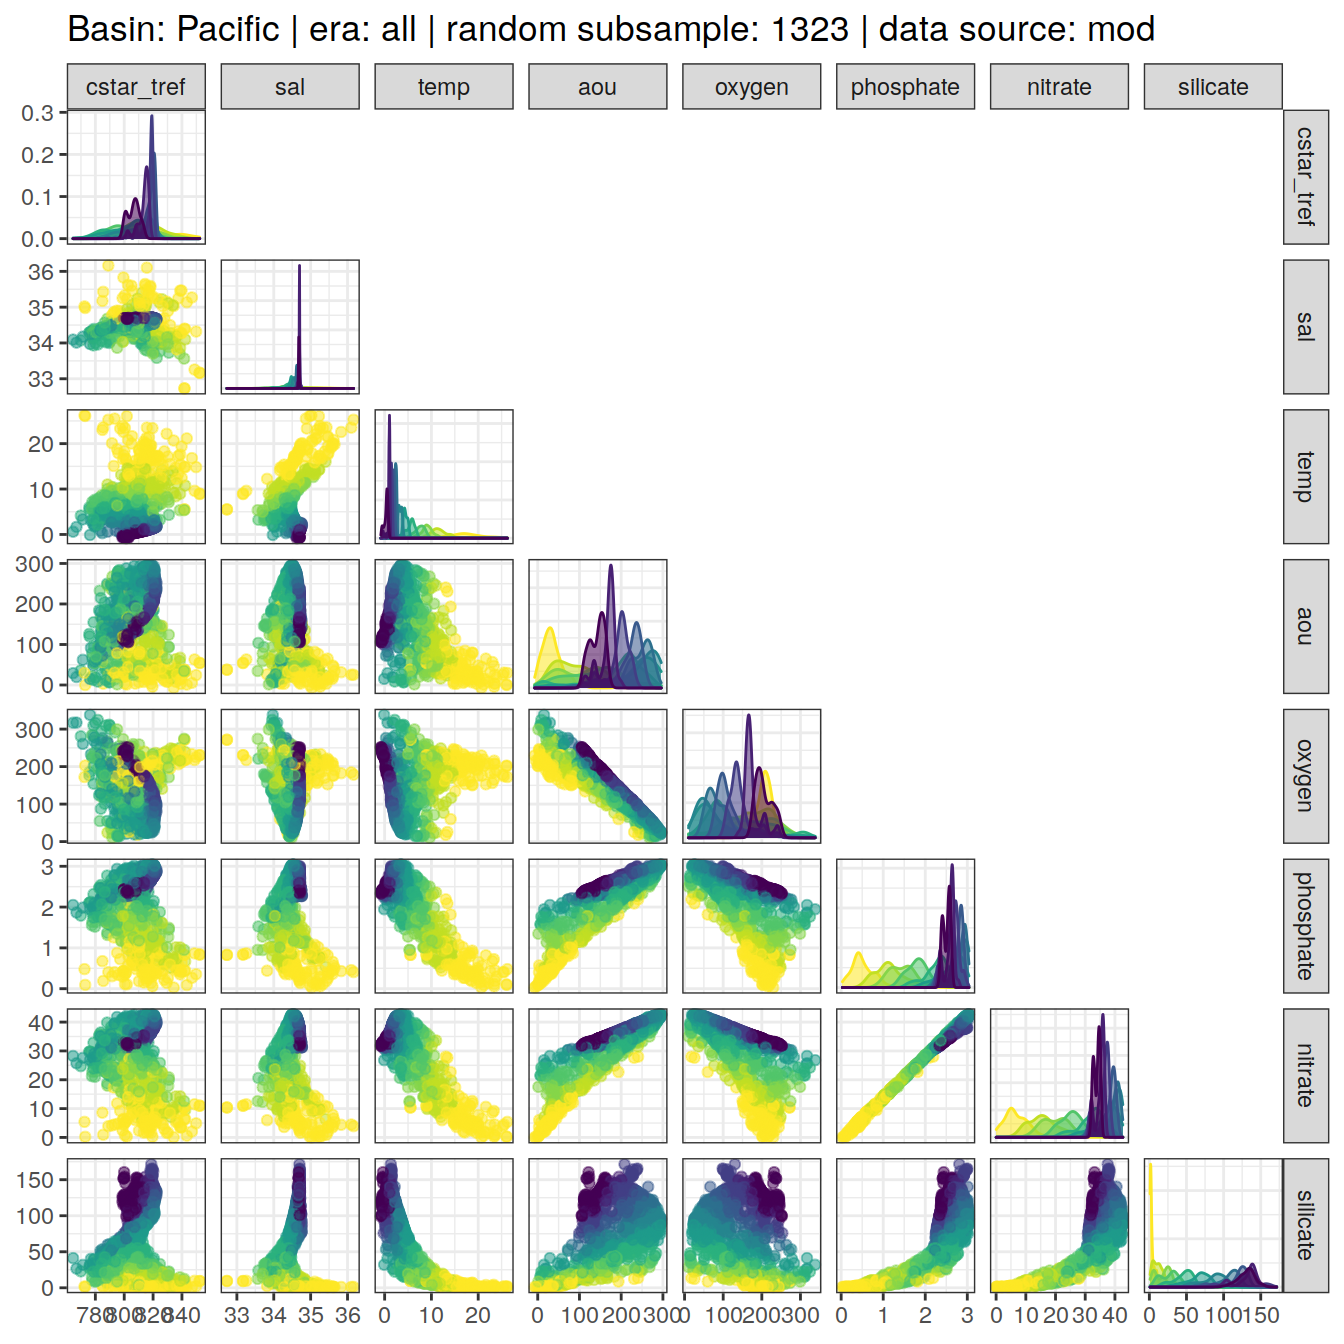 Basin: Pacific | era: all | random subsample: 1323 | data source: mod
cstar_tref sal temp aou oxygen phosphate nitrate silicate
0.3
0.2
0.1
0.0
cstar_tref
36
35
34
33
sal
20
10
0
temp
300
200
100
0
aou
300
200
100
0
oxygen
3
2
1
0
phosphate
40
30
20
10
0
nitrate
150
100
50
0
silicate
780 800 820 840 33 34 35 36 0 10 20 0 100 200 300 0 100 200 300 0 1 2 3 0 10 20 30 40 0 50 100 150